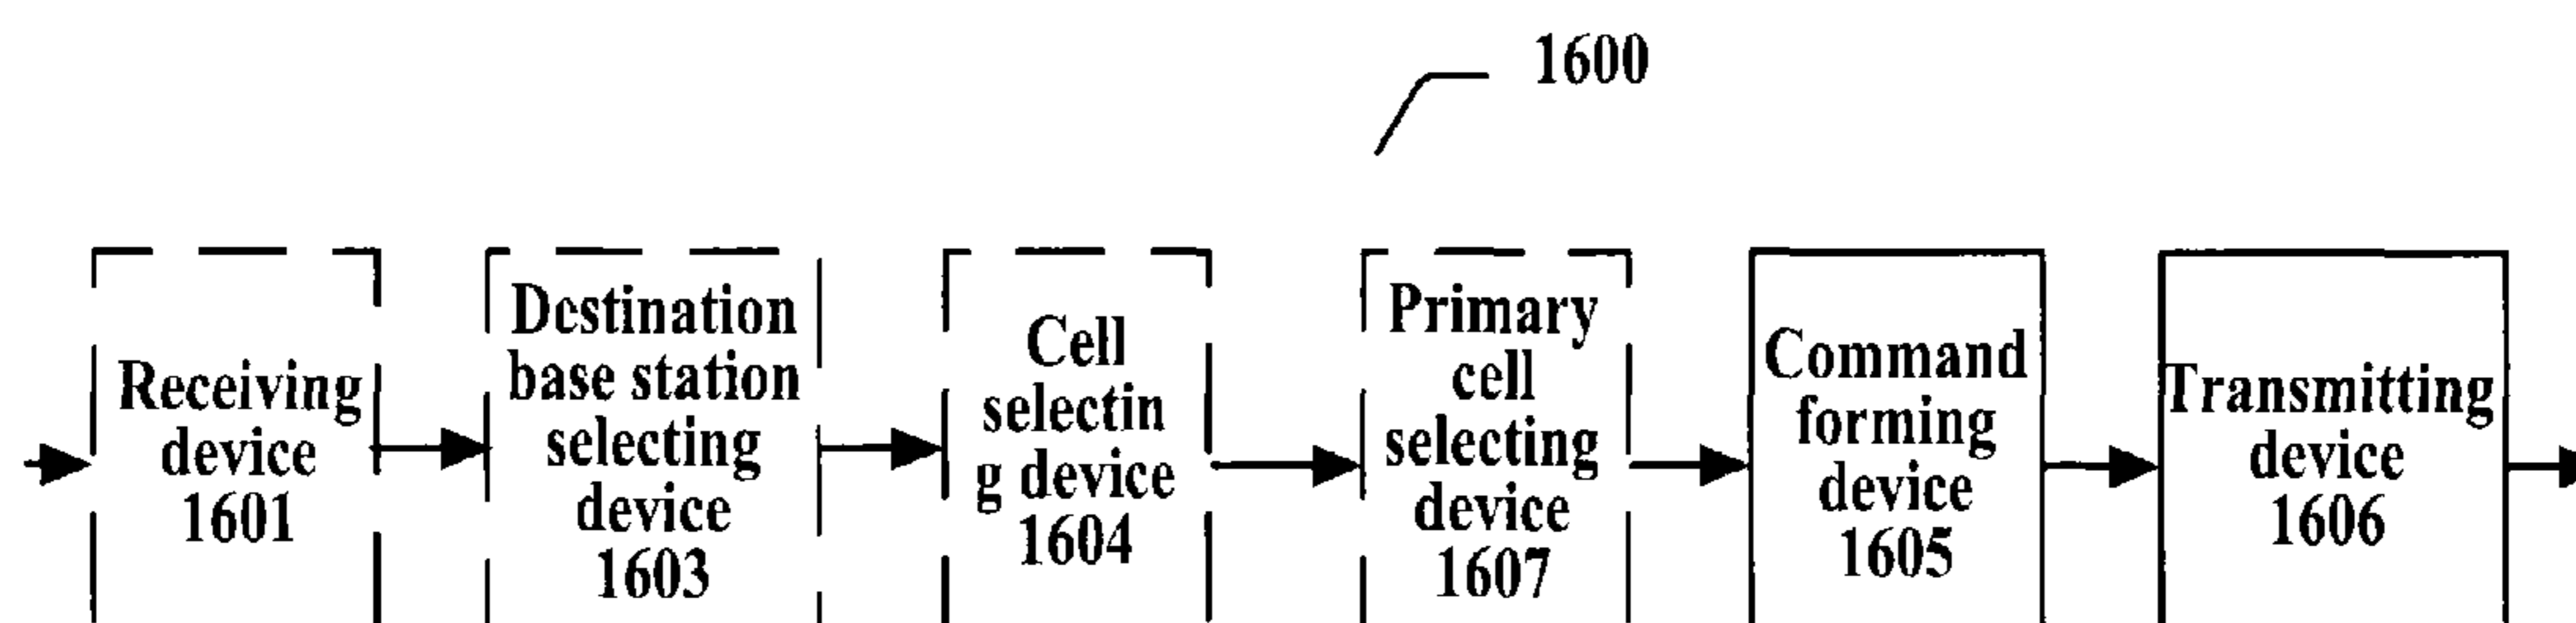 1600
Receiving
device
1601
Destination
base station
selecting
device
1603
Cell
selectin
g device
1604
Primary
cell
selecting
device
1607
Command
forming
device
1605
Transmitting
device
1606